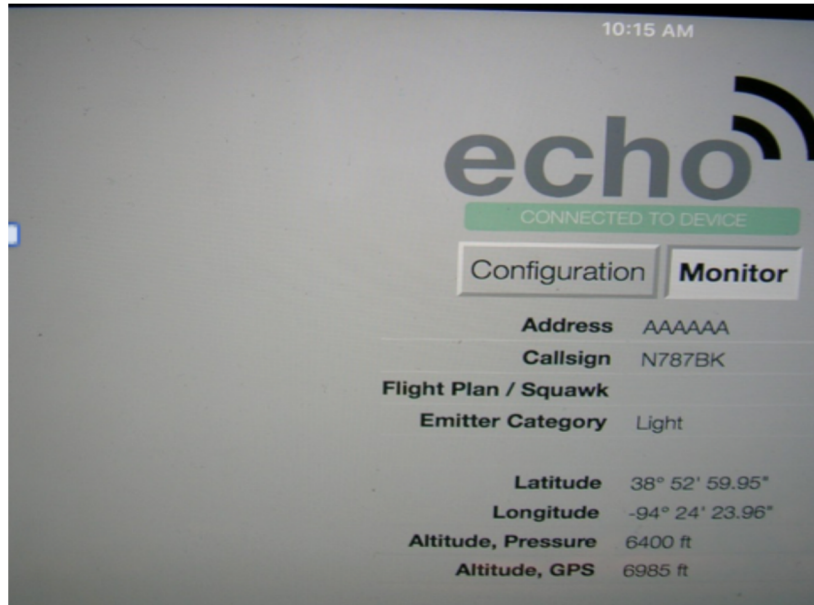 10:15 AM
echo
CONNECTED TO DEVICE
Configuration Monitor
Address AAAAAA
Callsign N787BK
Flight Plan / Squawk
Emitter Category Light
Latitude 38° 52' 59.95"
Longitude -94° 24' 23.96"
Altitude, Pressure 6400 ft
Altitude, GPS 6985 ft